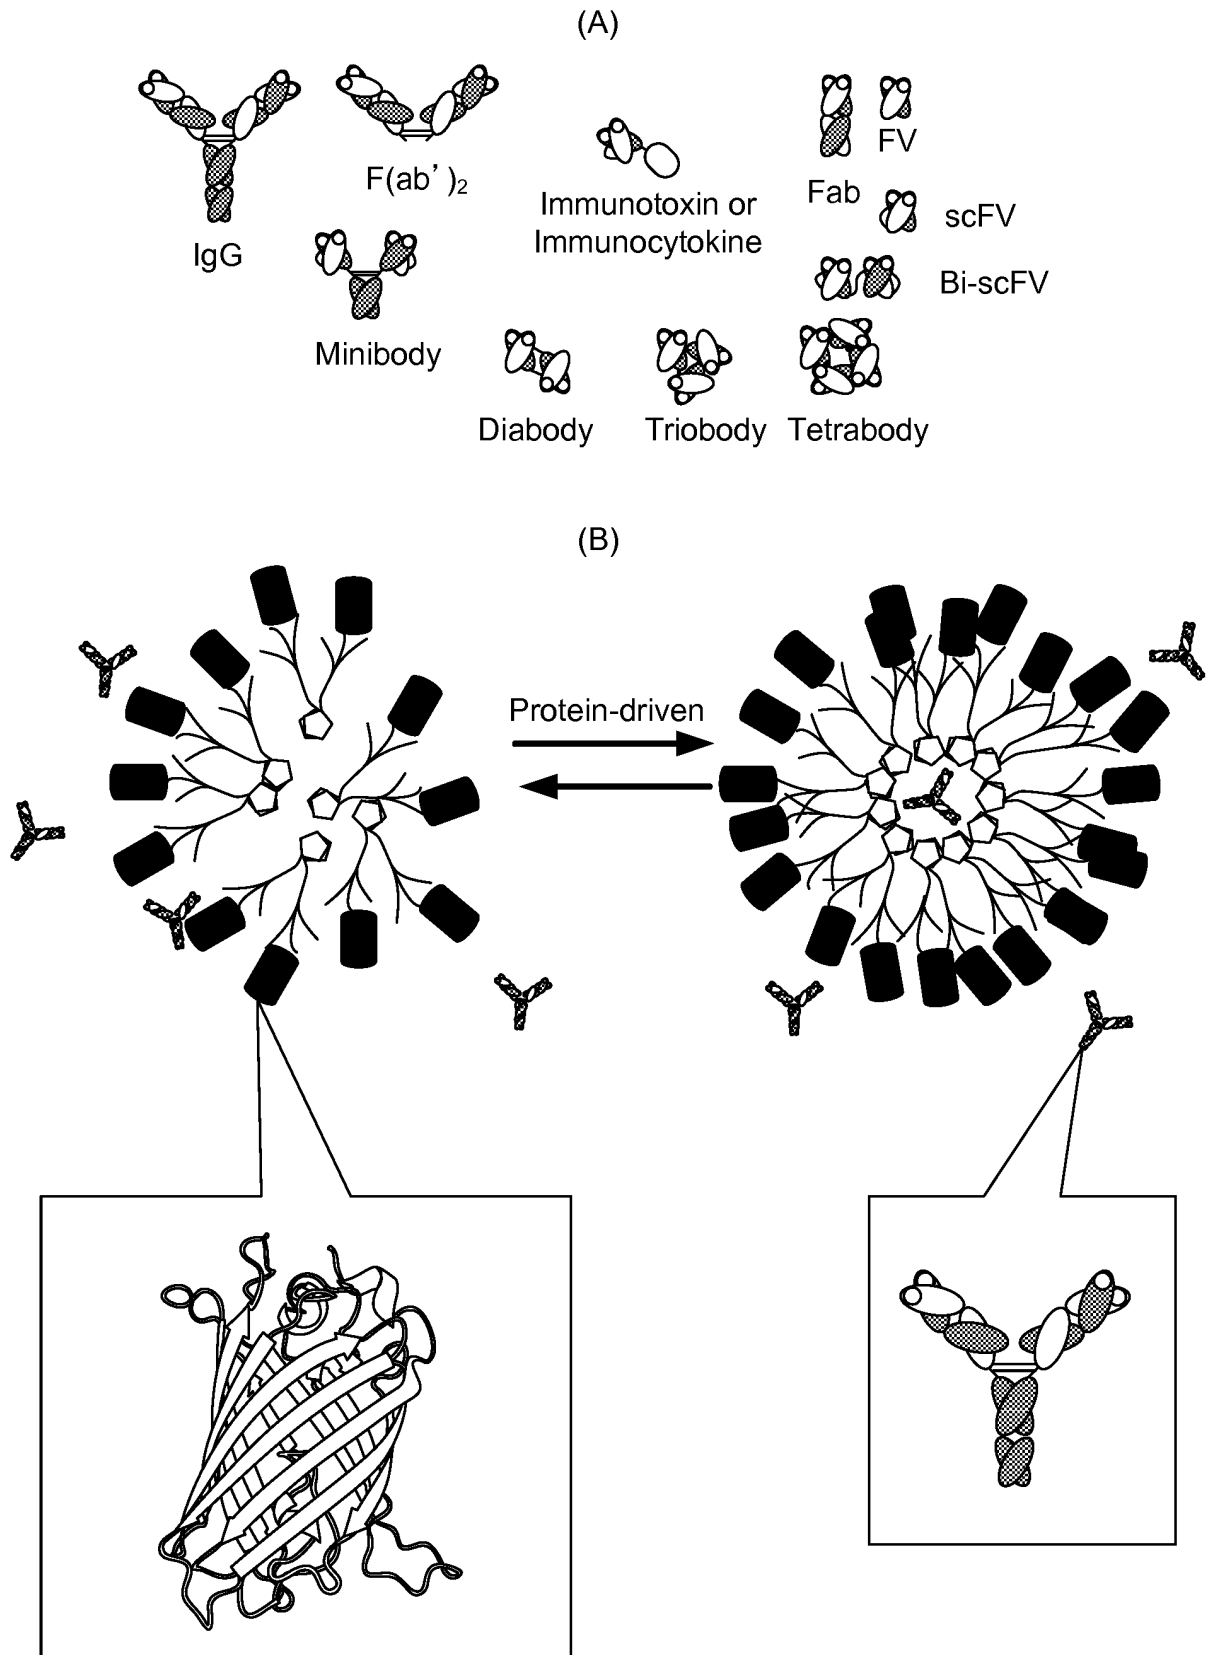 (A)
IgG
F(ab')₂
Minibody
Immunotoxin or
Immunocytokine
Fab
FV
scFV
Bi-scFV
Diabody
Triobody
Tetrabody
(B)
Protein-driven